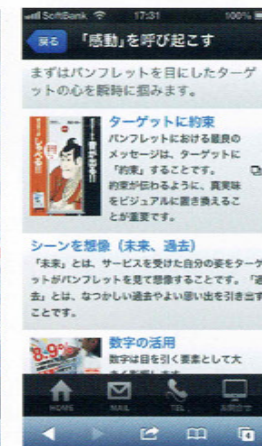 SoftBank 17:31 100%
戻る 「感動」を呼び起こす
まずはパンフレットを目にしたターゲ
ットの心を瞬時に掴みます。
ターゲットに約束
パンフレットにおける最良の
メッセージは、ターゲットに
「約束」することです。
約束が伝わるように、真実味
をビジュアルに置き換えるこ
とが重要です。
シーンを想像（未来、過去）
「未来」とは、サービスを受けた自分の姿をターゲ
ットがパンフレットを見て想像することです。「過
去」とは、なつかしい過去やよい思い出を引き出す
ことです。
8-9%
数字の活用
数字は目を引く要素として大
HOME MAIL TEL お問合せ